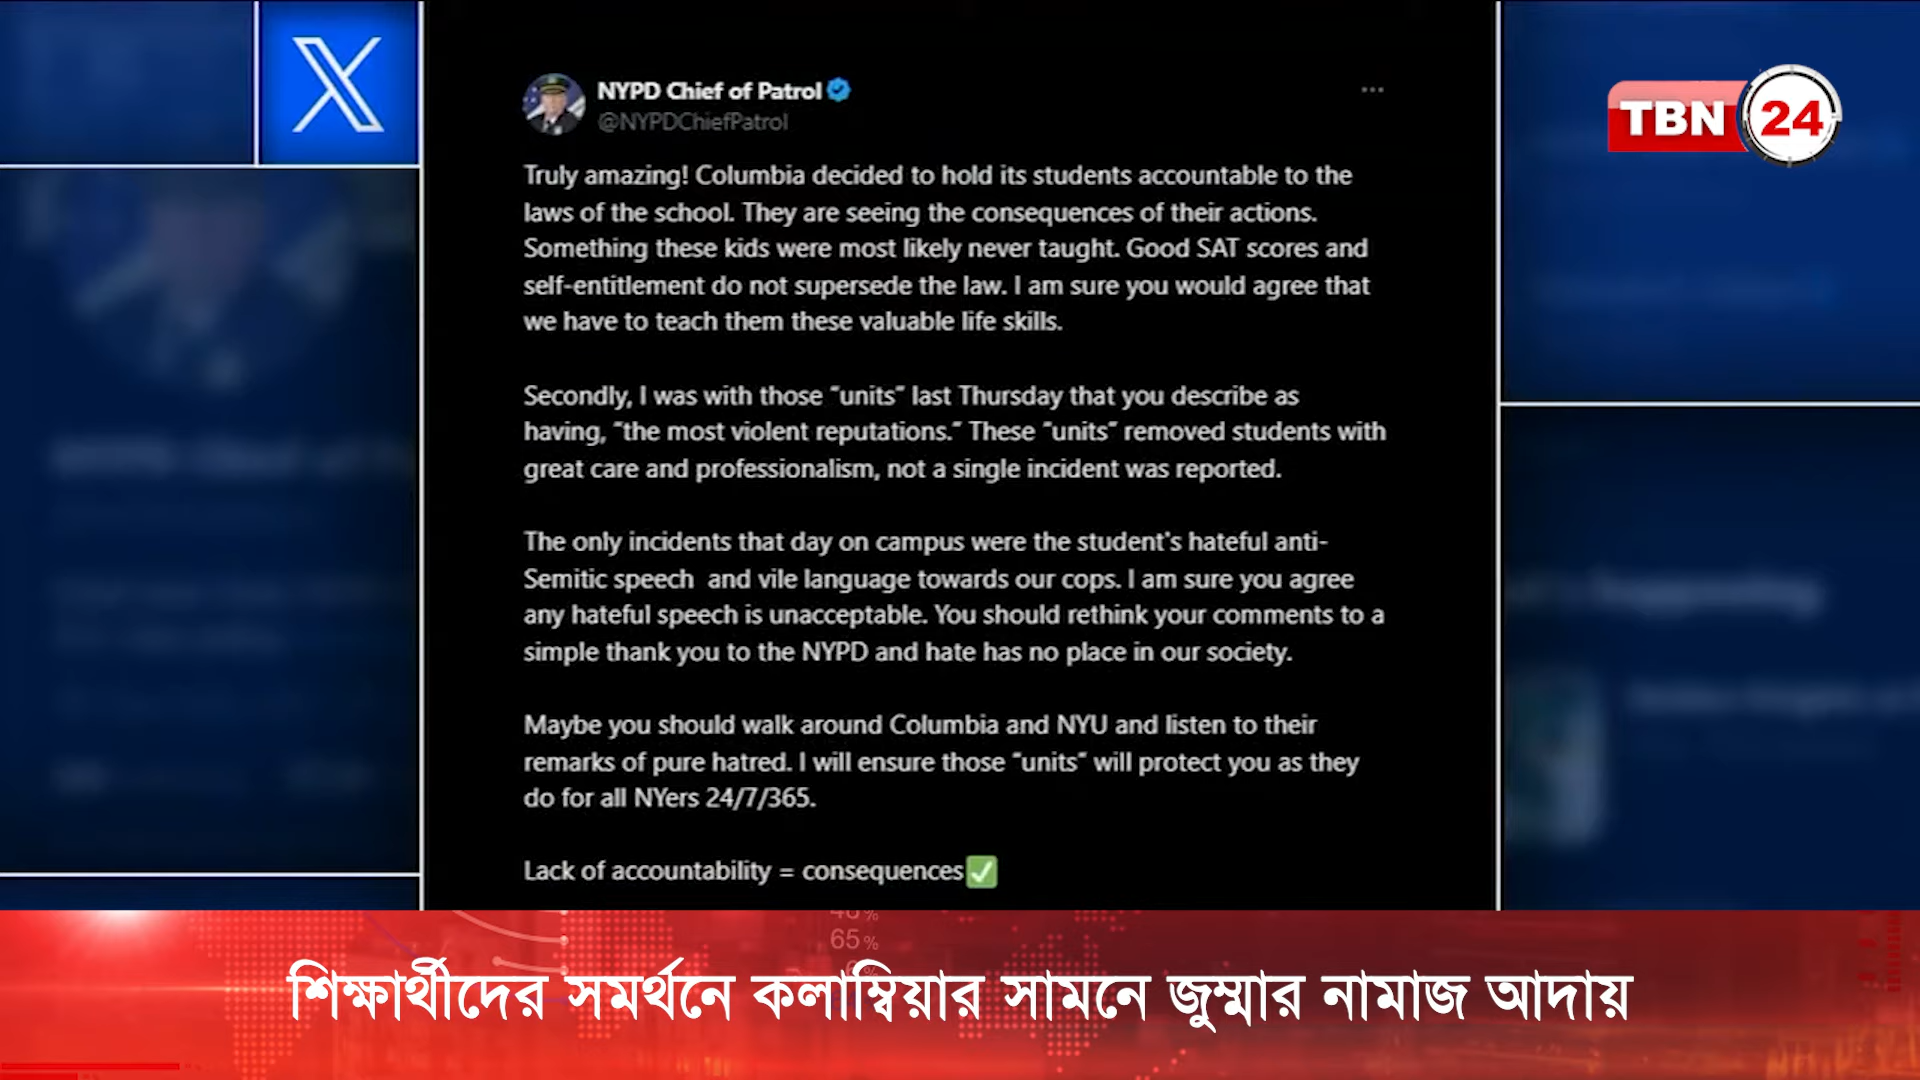 NYPD Chief of Patrol
@NYPDChiefPatrol
TBN 24
Truly amazing! Columbia decided to hold its students accountable to the
laws of the school. They are seeing the consequences of their actions.
Something these kids were most likely never taught. Good SAT scores and
self-entitlement do not supersede the law. I am sure you would agree that
we have to teach them these valuable life skills.
Secondly, I was with those “units” last Thursday that you describe as
having, “the most violent reputations.” These “units” removed students with
great care and professionalism, not a single incident was reported.
The only incidents that day on campus were the student's hateful anti-
Semitic speech  and vile language towards our cops. I am sure you agree
any hateful speech is unacceptable. You should rethink your comments to a
simple thank you to the NYPD and hate has no place in our society.
Maybe you should walk around Columbia and NYU and listen to their
remarks of pure hatred. I will ensure those “units” will protect you as they
do for all NYers 24/7/365.
Lack of accountability = consequences✅
65%
শিক্ষার্থীদের সমর্থনে কলাম্বিয়ার সামনে জুম্মার নামাজ আদায়